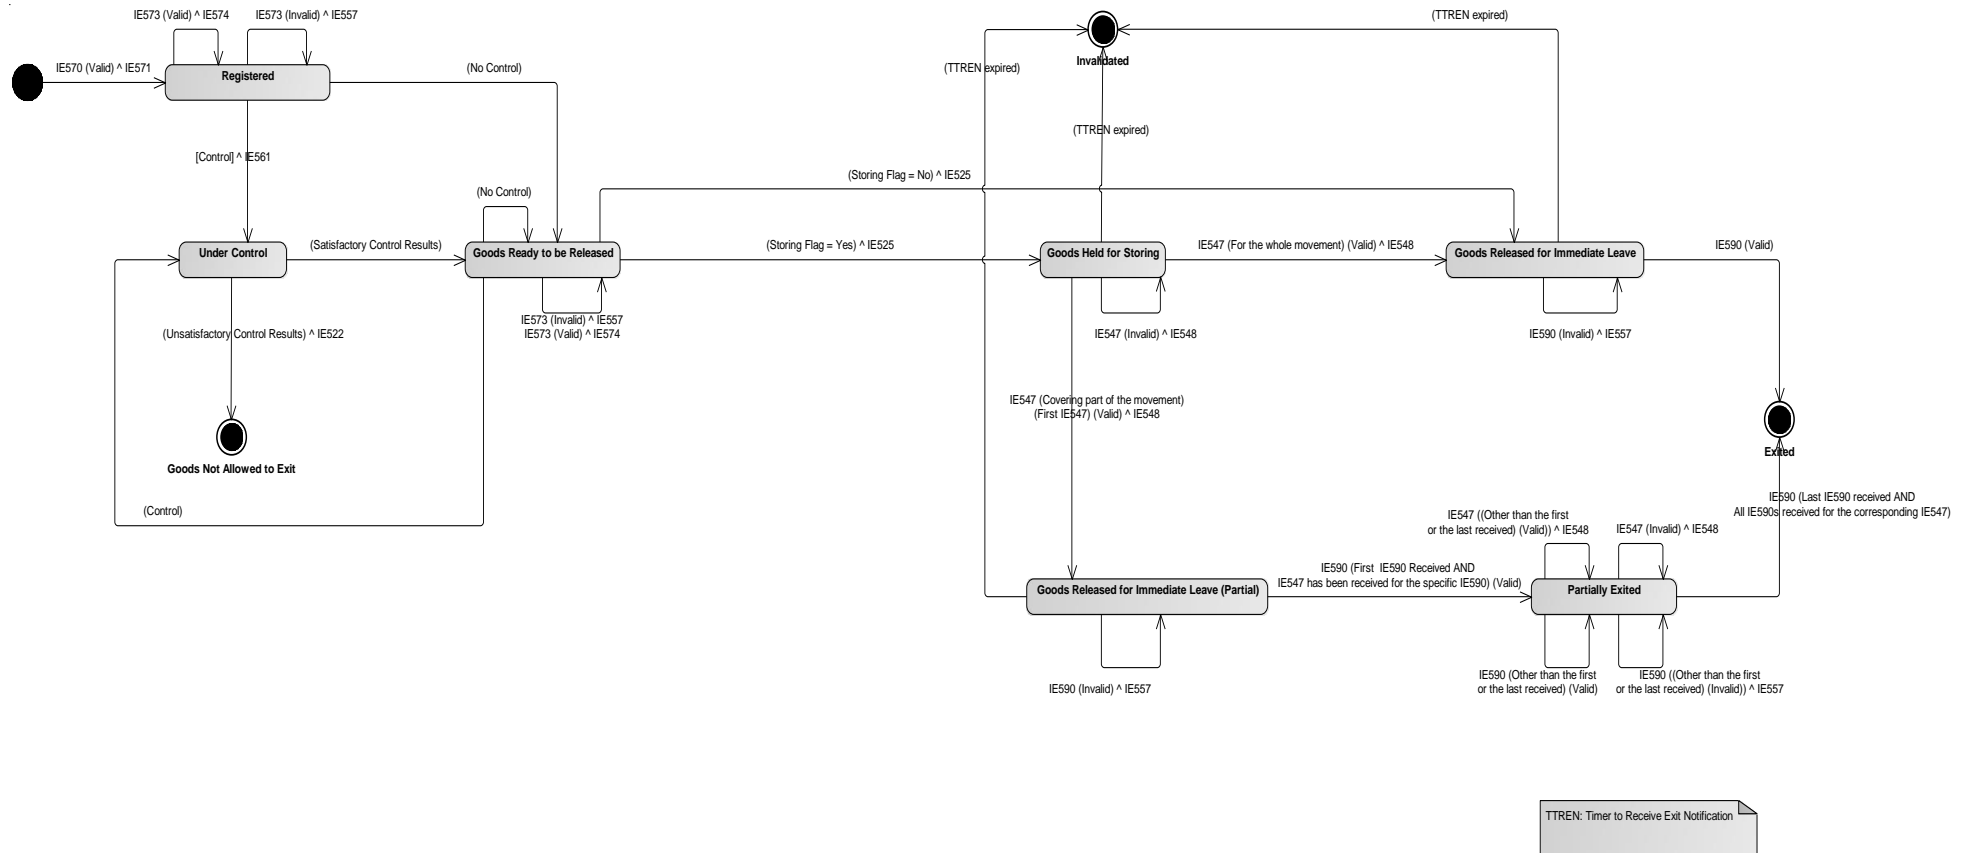 IE573 (Valid) ^ IE574
IE573 (Invalid) ^ IE557
(TTREN expired)
IE570 (Valid) ^ IE571
Registered
(No Control)
(TTREN expired)
Invalidated
(TTREN expired)
[Control] ^ IE561
(Storing Flag = No) ^ IE525
(No Control)
Under Control
(Satisfactory Control Results)
Goods Ready to be Released
(Storing Flag = Yes) ^ IE525
Goods Held for Storing
IE547 (For the whole movement) (Valid) ^ IE548
Goods Released for Immediate Leave
IE590 (Valid)
(Unsatisfactory Control Results) ^ IE522
IE573 (Invalid) ^ IE557
IE573 (Valid) ^ IE574
IE547 (Invalid) ^ IE548
IE590 (Invalid) ^ IE557
IE547 (Covering part of the movement)
(First IE547) (Valid) ^ IE548
Goods Not Allowed to Exit
Exited
(Control)
IE590 (Last IE590 received AND
All IE590s received for the corresponding IE547)
IE547 ((Other than the first
or the last received) (Valid)) ^ IE548
IE547 (Invalid) ^ IE548
Goods Released for Immediate Leave (Partial)
IE590 (First IE590 Received AND
IE547 has been received for the specific IE590) (Valid)
Partially Exited
IE590 (Invalid) ^ IE557
IE590 (Other than the first
or the last received) (Valid)
IE590 ((Other than the first
or the last received) (Invalid)) ^ IE557
TTREN: Timer to Receive Exit Notification